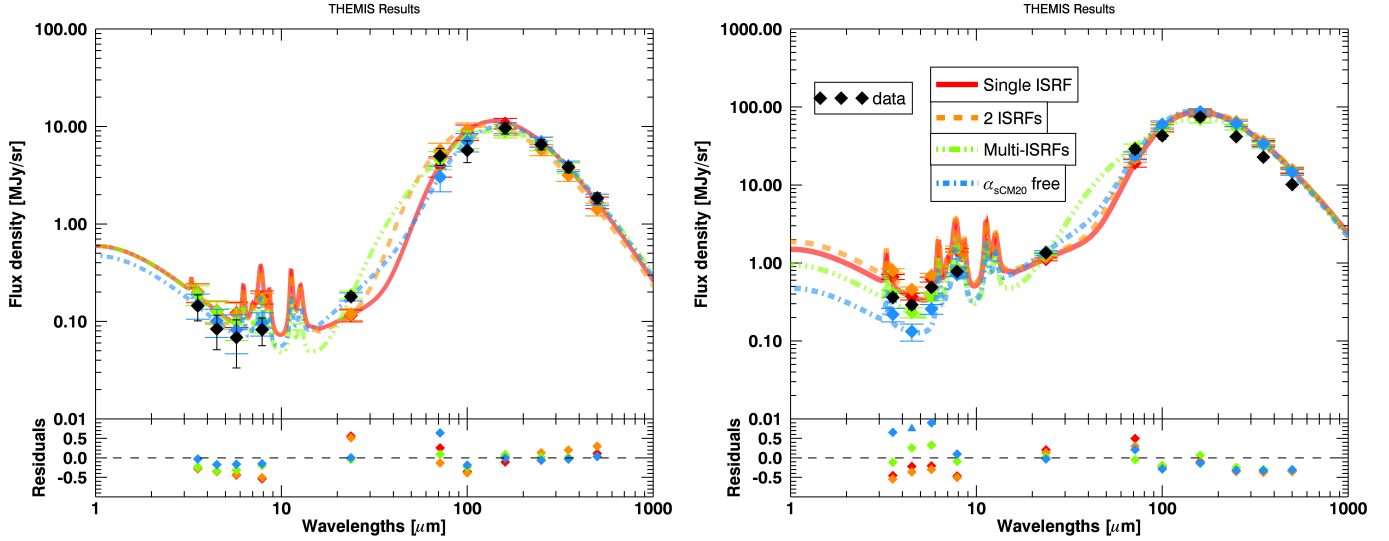 THEMIS Results
100.00
10.00
1.00
0.10
0.01
Flux density [MJy/sr]
0.5
0.0
-0.5
Residuals
1
10
100
1000
Wavelengths [μm]
THEMIS Results
1000.00
100.00
10.00
1.00
0.10
0.01
Flux density [MJy/sr]
data
Single ISRF
2 ISRFs
Multi-ISRFs
α_sCM20 free
0.5
0.0
-0.5
Residuals
1
10
100
1000
Wavelengths [μm]